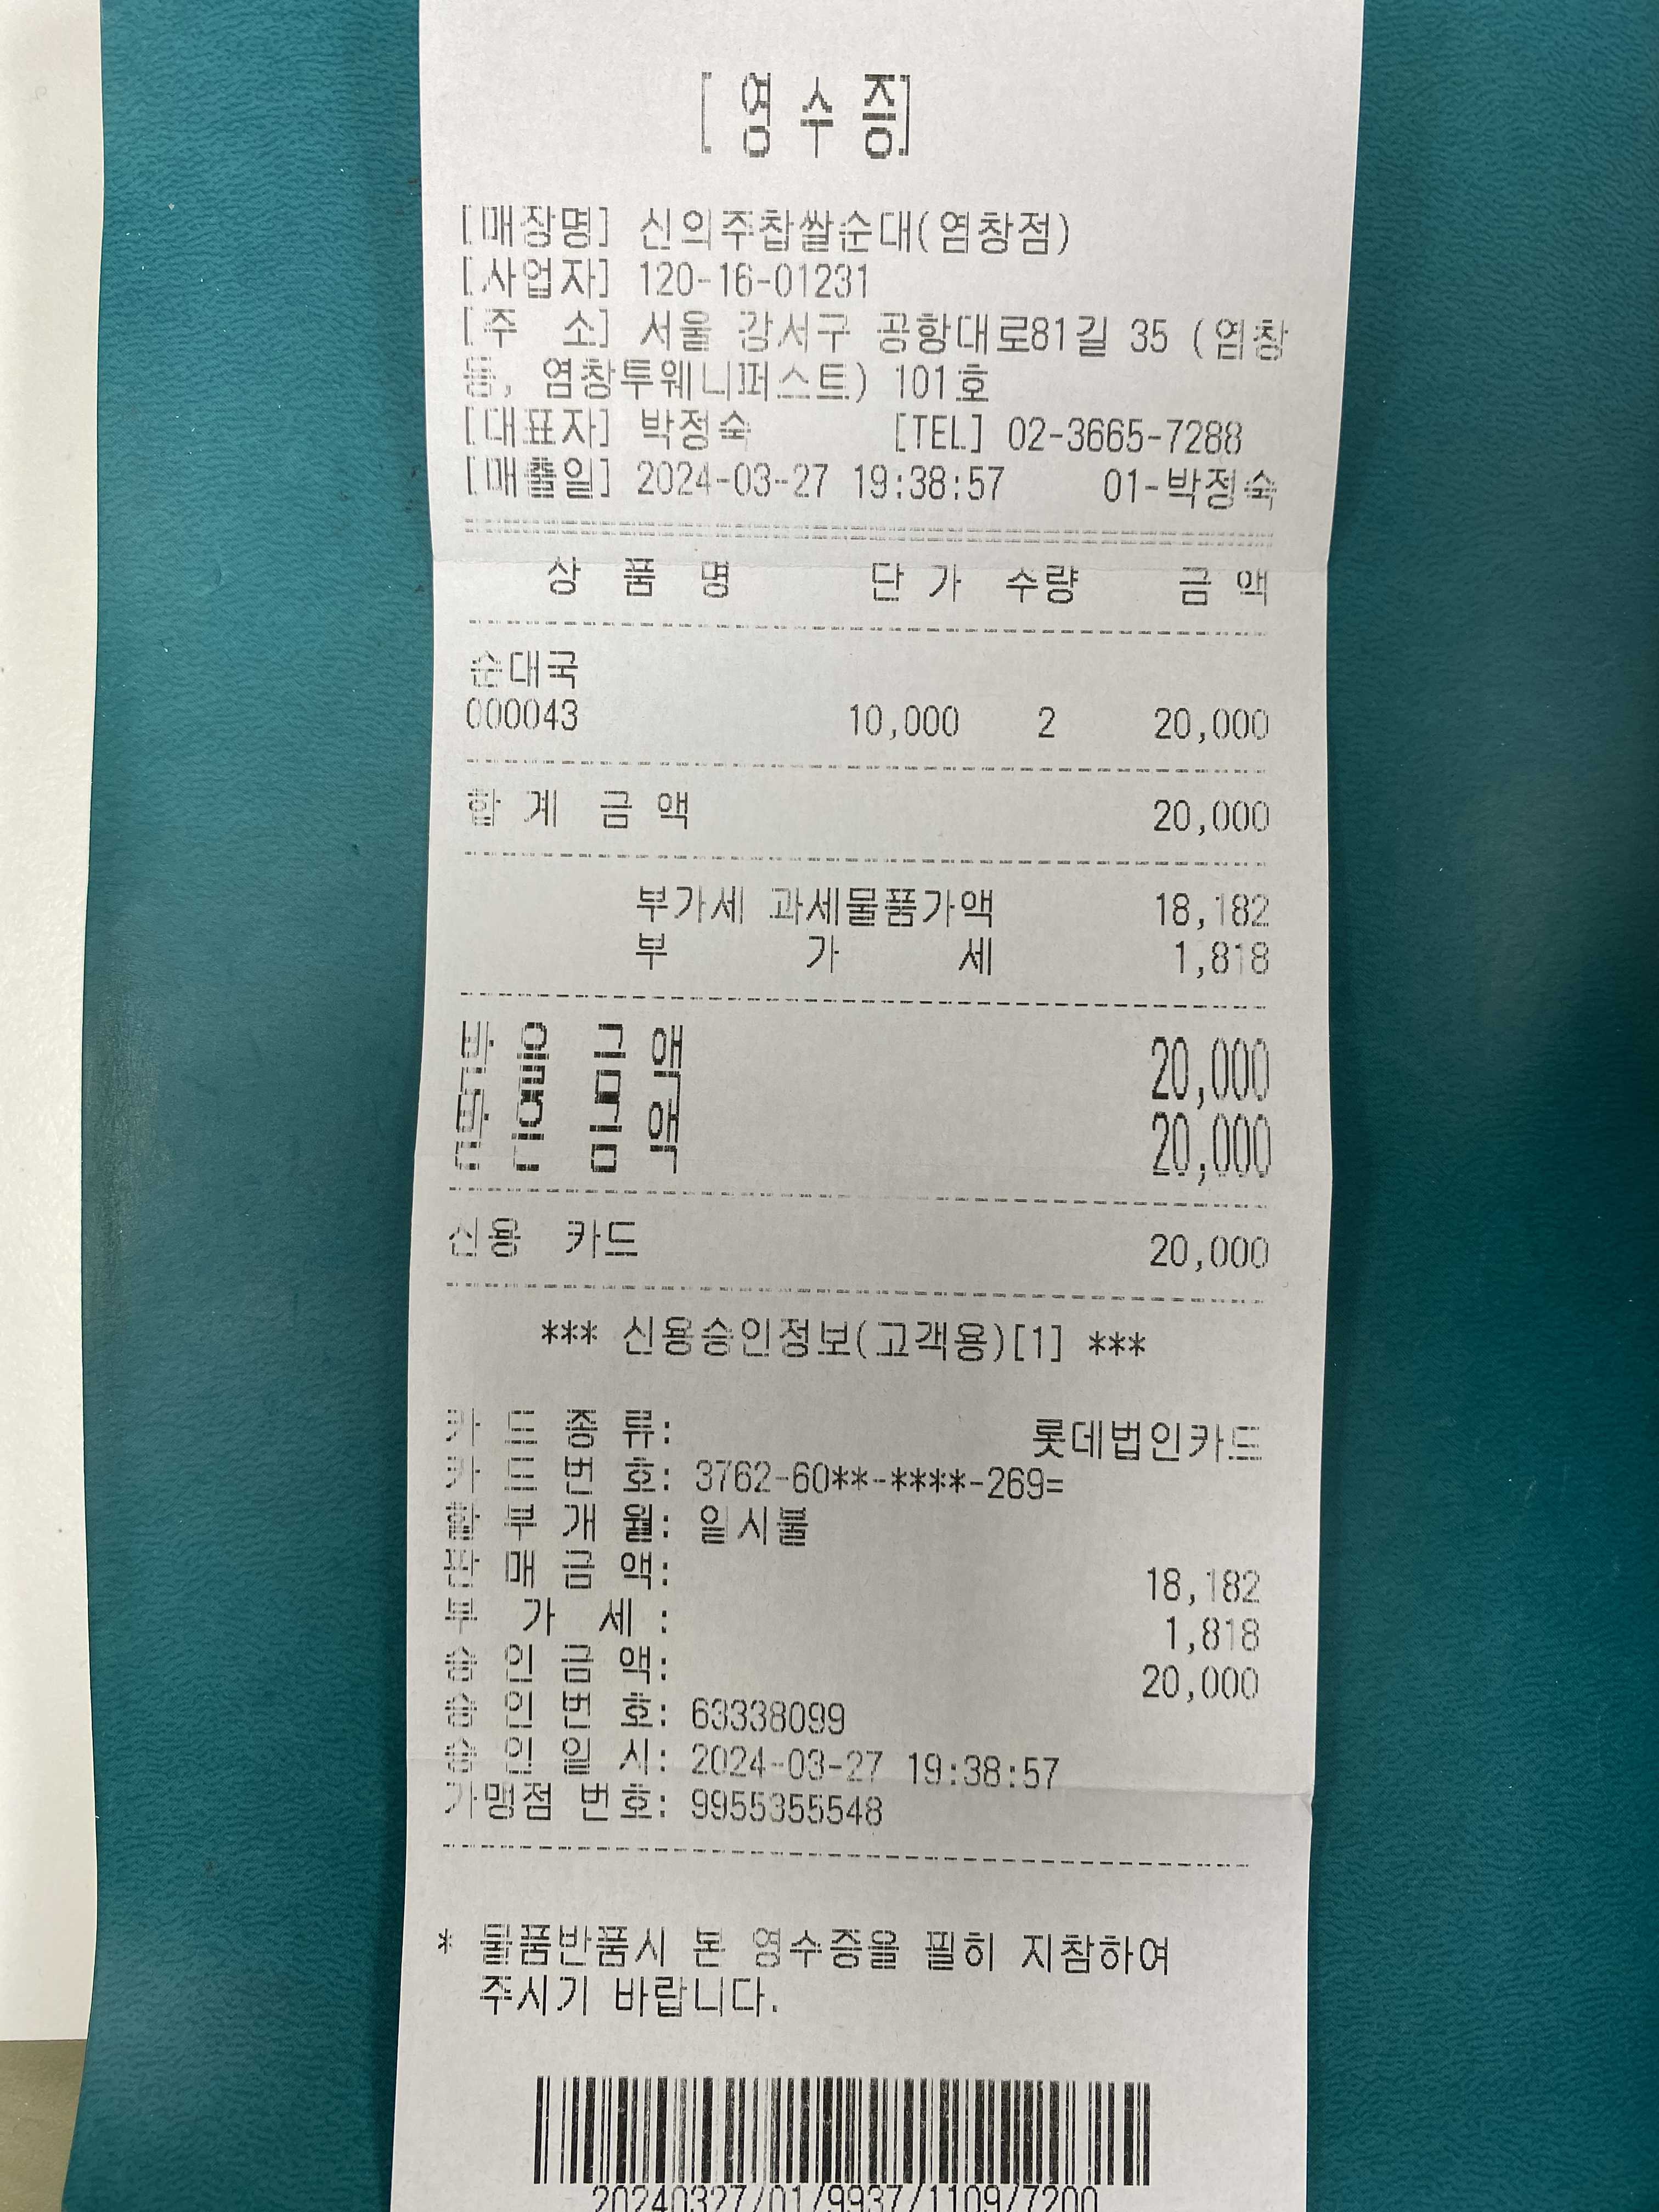 [영 수 증]
[매장명] 신의주찹쌀순대(염창점)
[사업자] 120-16-01231
[주 소] 서울 강서구 공항대로81길 35 (염창
동, 염창투웨니퍼스트) 101호
[대표자] 박정숙 [TEL] 02-3665-7288
[매출일] 2024-03-27 19:38:57 01-박정숙
상 품 명 단 가 수량 금 액
순대국
000043 10,000 2 20,000
합 계 금 액 20,000
부가세 과세물품가액 18,182
부 가 세 1,818
받을금액 20,000
받은금액 20,000
신용 카드 20,000
*** 신용승인정보(고객용)[1] ***
카 드 종 류: 롯데법인카드
카 드 번 호: 3762-60**-****-269=
할 부 개 월: 일시불
판 매 금 액: 18,182
부 가 세 : 1,818
승 인 금 액: 20,000
승 인 번 호: 63338099
승 인 일 시: 2024-03-27 19:38:57
가맹점 번호: 9955355548
* 물품반품시 본 영수증을 필히 지참하여
주시기 바랍니다.
20240327/01/9937/1109/7200